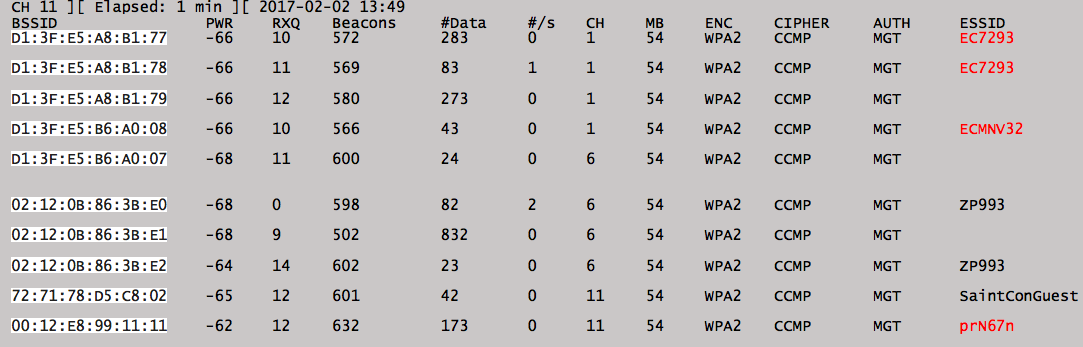 CH 11 ][ Elapsed: 1 min ][ 2017-02-02 13:49
BSSID PWR RXQ Beacons #Data #/s CH MB ENC CIPHER AUTH ESSID
D1:3F:E5:A8:B1:77 -66 10 572 283 0 1 54 WPA2 CCMP MGT EC7293
D1:3F:E5:A8:B1:78 -66 11 569 83 1 1 54 WPA2 CCMP MGT EC7293
D1:3F:E5:A8:B1:79 -66 12 580 273 0 1 54 WPA2 CCMP MGT
D1:3F:E5:B6:A0:08 -66 10 566 43 0 1 54 WPA2 CCMP MGT ECMNV32
D1:3F:E5:B6:A0:07 -68 11 600 24 0 6 54 WPA2 CCMP MGT
02:12:0B:86:3B:E0 -68 0 598 82 2 6 54 WPA2 CCMP MGT ZP993
02:12:0B:86:3B:E1 -68 9 502 832 0 6 54 WPA2 CCMP MGT
02:12:0B:86:3B:E2 -64 14 602 23 0 6 54 WPA2 CCMP MGT ZP993
72:71:78:D5:C8:02 -65 12 601 42 0 11 54 WPA2 CCMP MGT SaintConGuest
00:12:E8:99:11:11 -62 12 632 173 0 11 54 WPA2 CCMP MGT prN67n